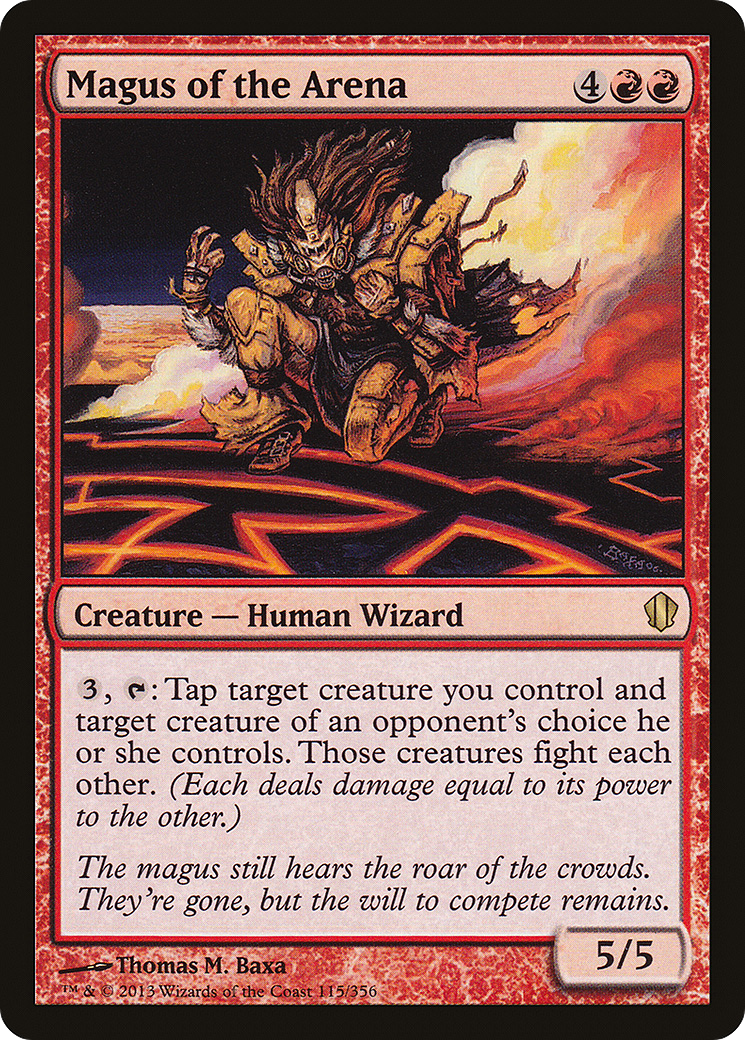 Magus of the Arena 4
Creature — Human Wizard
3, : Tap target creature you control and
target creature of an opponent's choice he
or she controls. Those creatures fight each
other. (Each deals damage equal to its power
to the other.)
The magus still hears the roar of the crowds.
They're gone, but the will to compete remains.
5/5
Thomas M. Baxa
™ & © 2013 Wizards of the Coast 115/356